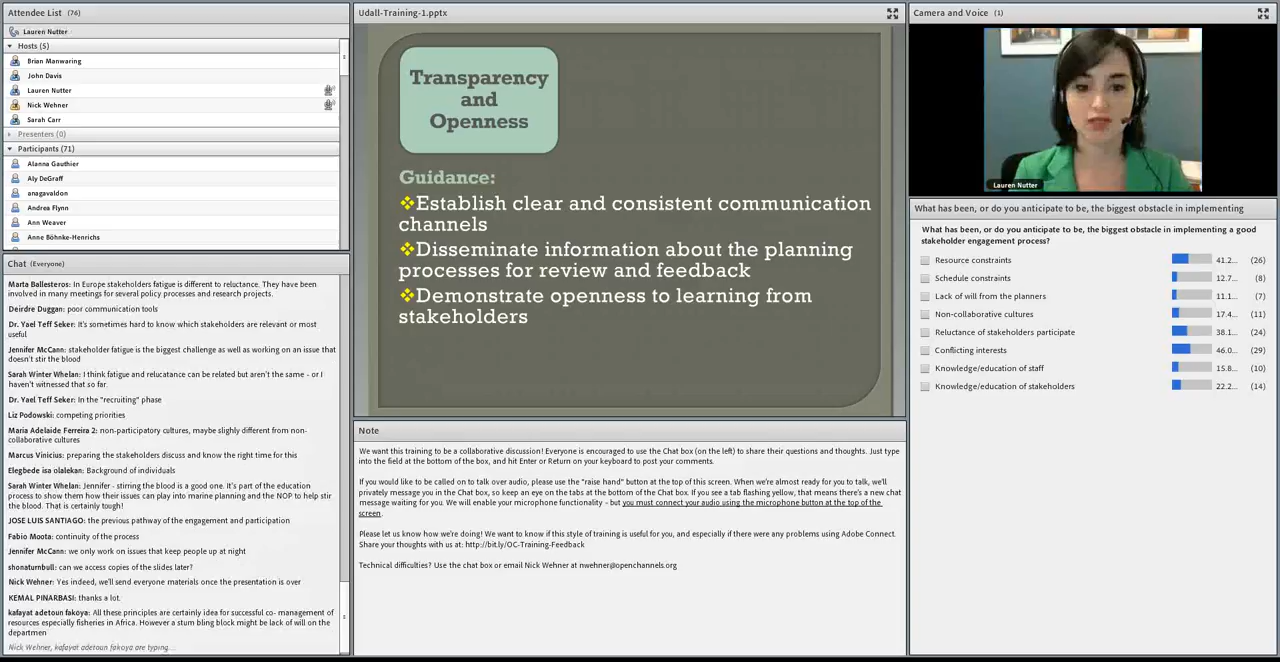 Attendee List (76)
Lauren Nutter
Hosts (5)
Brian Manwaring
John Davis
Lauren Nutter
Nick Wehner
Sarah Carr
Presenters (0)
Participants (71)
Alanna Gauthier
Aly DeGraff
anagavaldon
Andrea Flynn
Ann Weaver
Anne Böhnke-Henrichs
Chat (Everyone)
Marta Ballesteros: In Europe stakeholders fatigue is different to reluctance. They have
been involved in many meetings for several policy processes and research projects.
Deirdre Duggan: poor communication tools
Dr. Yael Teff Seker: It's sometimes hard to know which stakeholders are relevant or most
useful
Jennifer McCann: stakeholder fatigue is the biggest challenge as well as working on an issue that
doesn't stir the blood
Sarah Winter Whelan: I think fatigue and relucatance can be related but aren't the same - or I
haven't witnessed that so far.
Dr. Yael Teff Seker: In the "recruiting" phase
Liz Podowski: competing priorities
Maria Adelaide Ferreira 2: non-participatory cultures, maybe slighly different from non-
collaborative cultures
Marcus Vinicius: preparing the stakeholders discuss and know the right time for this
Elegbede isa olalekan: Background of individuals
Sarah Winter Whelan: Jennifer - stirring the blood is a good one. It's part of the education
process to show them how their issues can play into marine planning and the NOP to help stir
the blood. That is certainly tough!
JOSE LUIS SANTIAGO: the previous pathway of the engagement and participation
Fabio Moota: continuity of the process
Jennifer McCann: we only work on issues that keep people up at night
shonaturnbull: can we access copies of the slides later?
Nick Wehner: Yes indeed, we'll send everyone materials once the presentation is over
KEMAL PINARBASI: thanks a lot.
kafayat adetoun fakoya: All these principles are certainly idea for successful co- management of
resources especially fisheries in Africa. However a stum bling block might be lack of will on the
departmen
Nick Wehner, kafayat adetoun fakoya are typing...
Udall-Training-1.pptx
Transparency
and
Openness
Guidance:
❖Establish clear and consistent communication
channels
❖Disseminate information about the planning
processes for review and feedback
❖Demonstrate openness to learning from
stakeholders
Note
We want this training to be a collaborative discussion! Everyone is encouraged to use the Chat box (on the left) to share their questions and thoughts. Just type
into the field at the bottom of the box, and hit Enter or Return on your keyboard to post your comments.
If you would like to be called on to talk over audio, please use the "raise hand" button at the top of this screen. When we're almost ready for you to talk, we'll
privately message you in the Chat box, so keep an eye on the tabs at the bottom of the Chat box. If you see a tab flashing yellow, that means there's a new chat
message waiting for you. We will enable your microphone functionality - but you must connect your audio using the microphone button at the top of the
screen.
Please let us know how we're doing! We want to know if this style of training is useful for you, and especially if there were any problems using Adobe Connect.
Share your thoughts with us at: http://bit.ly/OC-Training-Feedback
Technical difficulties? Use the chat box or email Nick Wehner at nwehner@openchannels.org
Camera and Voice (1)
Lauren Nutter
What has been, or do you anticipate to be, the biggest obstacle in implementing
What has been, or do you anticipate to be, the biggest obstacle in implementing a good
stakeholder engagement process?
Resource constraints 41.2... (26)
Schedule constraints 12.7... (8)
Lack of will from the planners 11.1... (7)
Non-collaborative cultures 17.4... (11)
Reluctance of stakeholders participate 38.1... (24)
Conflicting interests 46.0... (29)
Knowledge/education of staff 15.8... (10)
Knowledge/education of stakeholders 22.2... (14)